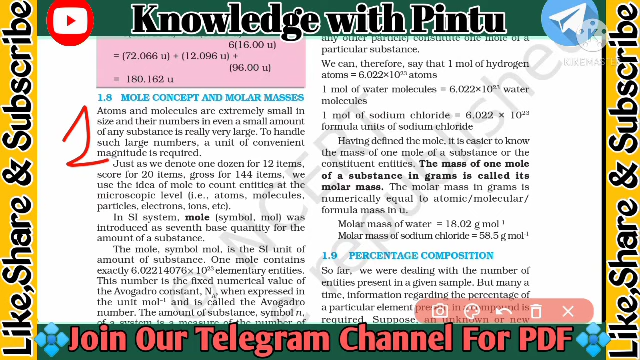 Knowledge with Pintu
6(16.00 u)
= (72.066 u) + (12.096 u) +
(96.00 u)
= 180.162 u
1.8 MOLE CONCEPT AND MOLAR MASSES
Atoms and molecules are extremely small in
size and their numbers in even a small amount
of any substance is really very large. To handle
such large numbers, a unit of convenient
magnitude is required.
Just as we denote one dozen for 12 items,
score for 20 items, gross for 144 items, we
use the idea of mole to count entities at the
microscopic level (i.e., atoms, molecules,
particles, electrons, ions, etc).
In SI system, mole (symbol, mol) was
introduced as seventh base quantity for the
amount of a substance.
The mole, symbol mol, is the SI unit of
amount of substance. One mole contains
exactly 6.02214076×10²³ elementary entities.
This number is the fixed numerical value of
the Avogadro constant, N_A, when expressed in
the unit mol⁻¹ and is called the Avogadro
number. The amount of substance, symbol n,
of a system is a measure of the number of
any other particle) constitute one mole of a
particular substance.
We can, therefore, say that 1 mol of hydrogen
atoms = 6.022×10²³ atoms
1 mol of water molecules = 6.022×10²³ water
molecules
1 mol of sodium chloride = 6.022 × 10²³
formula units of sodium chloride
Having defined the mole, it is easier to know
the mass of one mole of a substance or the
constituent entities. The mass of one mole
of a substance in grams is called its
molar mass. The molar mass in grams is
numerically equal to atomic/molecular/
formula mass in u.
Molar mass of water = 18.02 g mol⁻¹
Molar mass of sodium chloride = 58.5 g mol⁻¹
1.9 PERCENTAGE COMPOSITION
So far, we were dealing with the number of
entities present in a given sample. But many a
time, information regarding the percentage of
a particular element present in a compound is
required. Suppose, an unknown or new
Like,Share & Subscribe
Like,Share & Subscribe
1
Join Our Telegram Channel For PDF